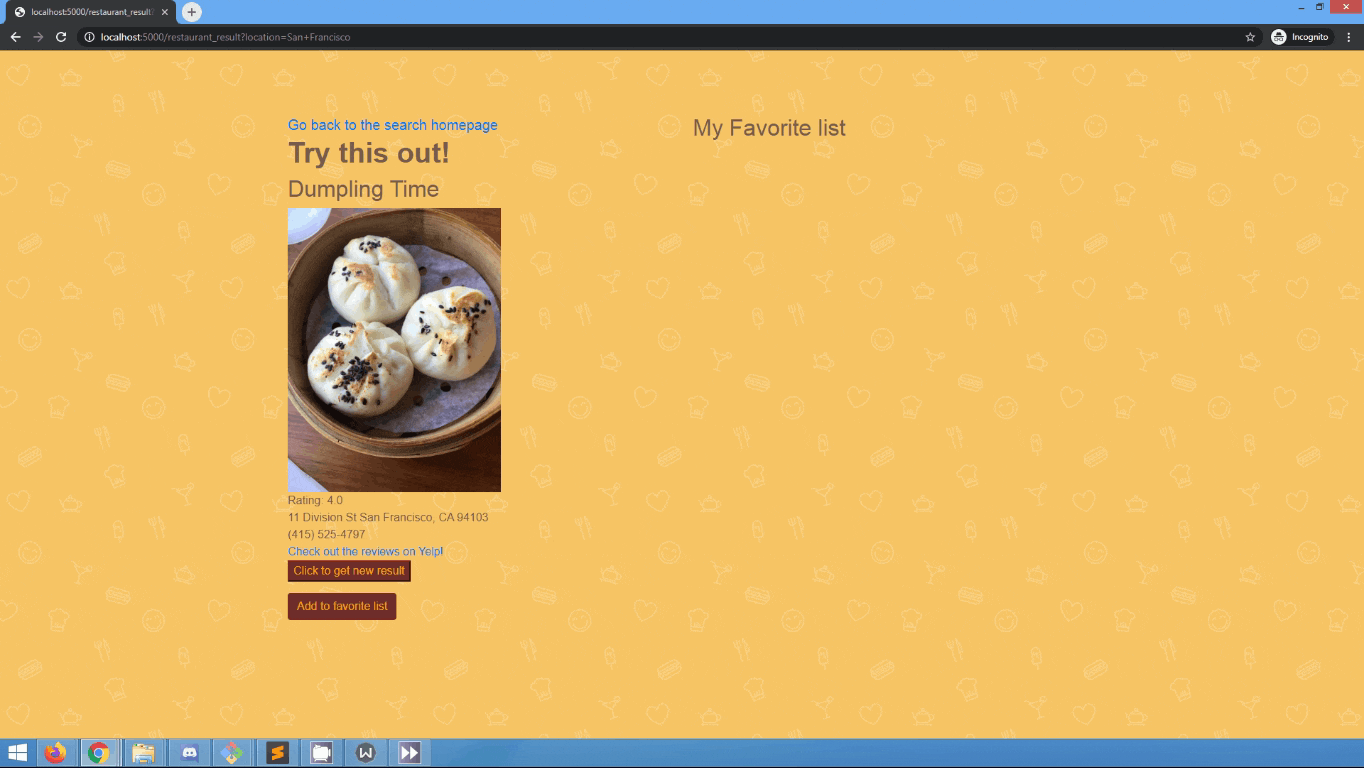 localhost:5000/restaurant_result?
localhost:5000/restaurant_result?location=San+Francisco
Incognito
Go back to the search homepage
Try this out!
Dumpling Time
Rating: 4.0
11 Division St San Francisco, CA 94103
(415) 525-4797
Check out the reviews on Yelp!
Click to get new result
Add to favorite list
My Favorite list